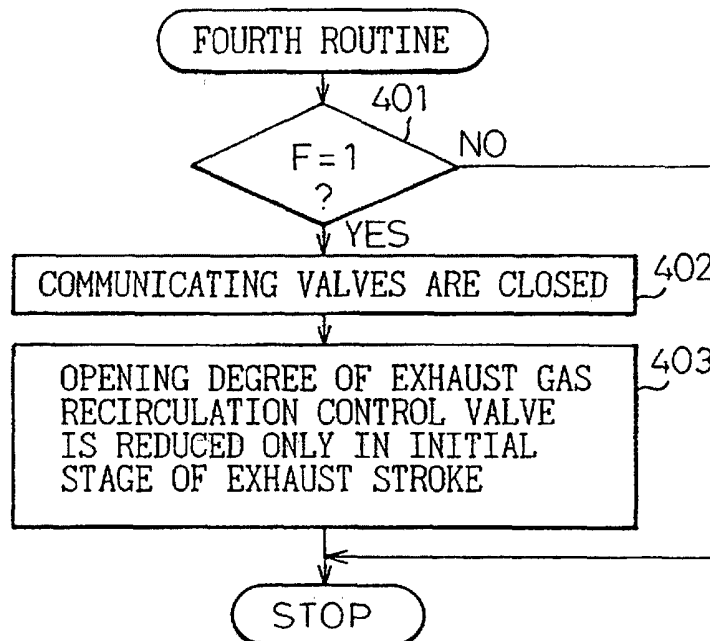 FOURTH ROUTINE
401
F=1
?
NO
YES
COMMUNICATING VALVES ARE CLOSED
402
OPENING DEGREE OF EXHAUST GAS
RECIRCULATION CONTROL VALVE
IS REDUCED ONLY IN INITIAL
STAGE OF EXHAUST STROKE
403
STOP